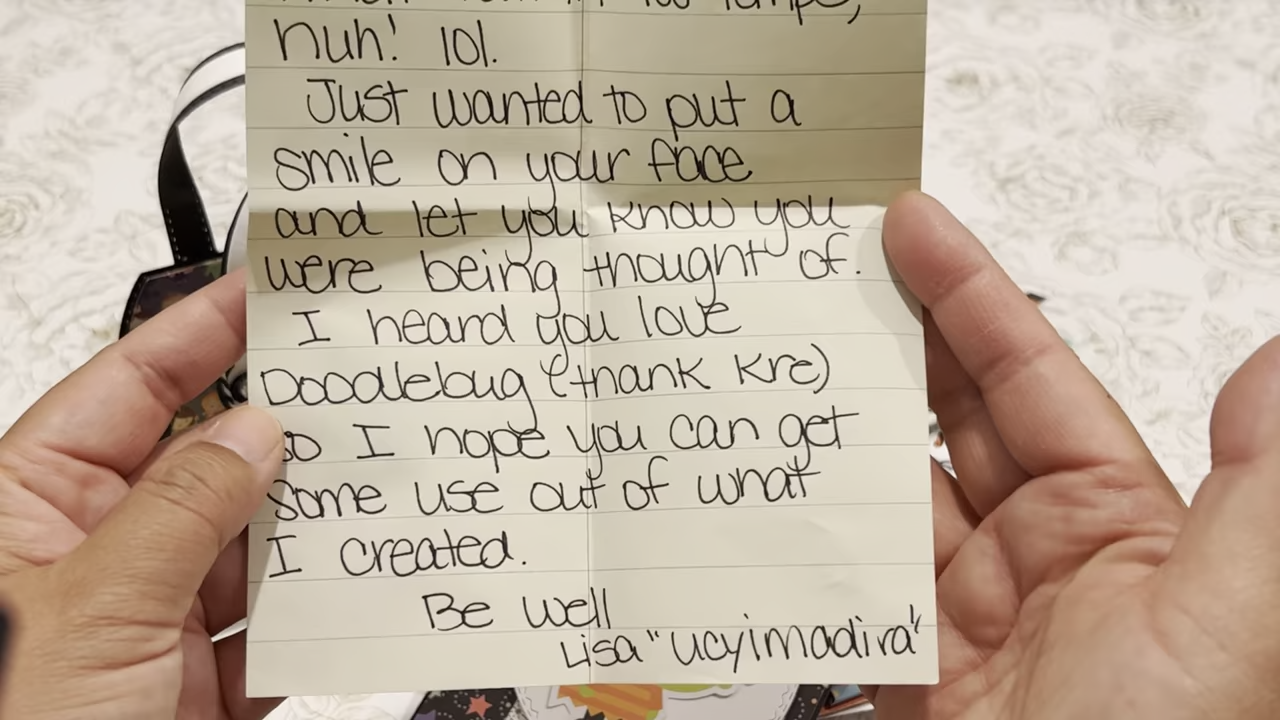 huh! lol.
Just wanted to put a
smile on your face
and let you know you
were being thought of.
I heard you love
Doodlebug (thank Kre)
so I hope you can get
some use out of what
I created.
Be well
Lisa "ucyimadiva"